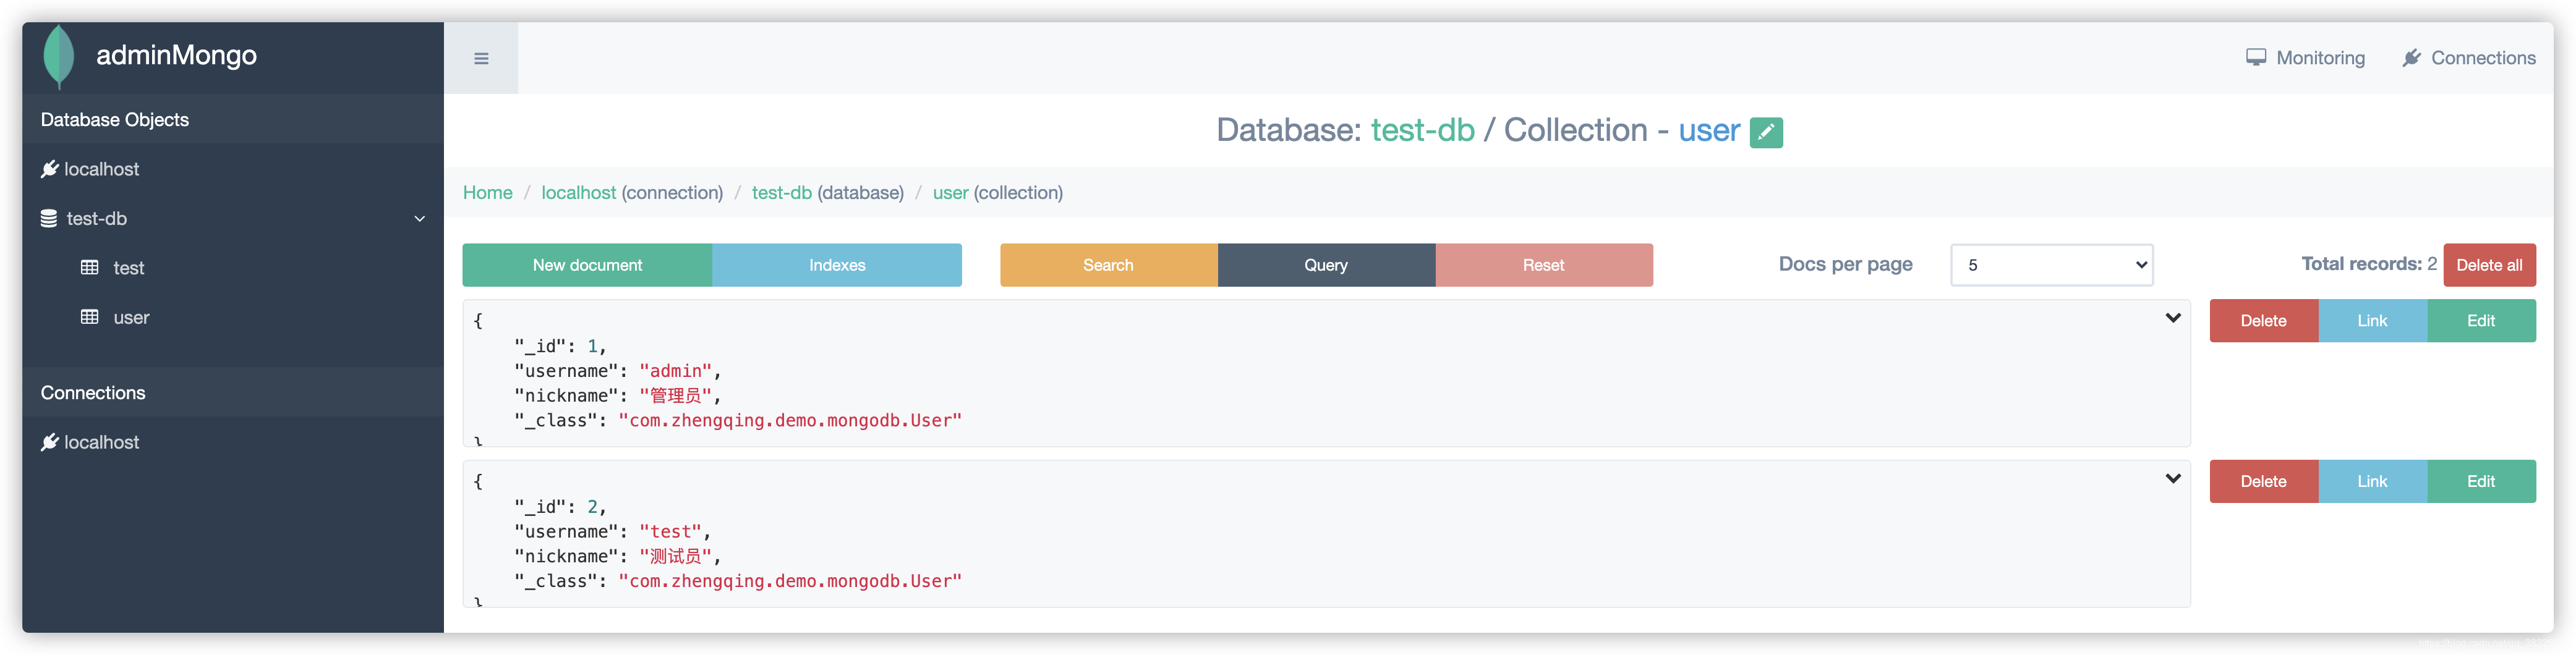 adminMongo
Monitoring
Connections
Database Objects
localhost
test-db
test
user
Connections
localhost
Database: test-db / Collection - user
Home / localhost (connection) / test-db (database) / user (collection)
New document
Indexes
Search
Query
Reset
Docs per page
5
Total records: 2
Delete all
{
"_id": 1,
"username": "admin",
"nickname": "管理员",
"_class": "com.zhengqing.demo.mongodb.User"
}
Delete
Link
Edit
{
"_id": 2,
"username": "test",
"nickname": "测试员",
"_class": "com.zhengqing.demo.mongodb.User"
}
Delete
Link
Edit